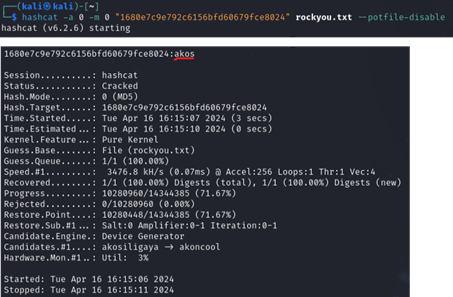 (kali㉿kali)-[~]
$ hashcat -a 0 -m 0 "1680e7c9e792c6156bfd60679fce8024" rockyou.txt --potfile-disable
hashcat (v6.2.6) starting
1680e7c9e792c6156bfd60679fce8024:akos
Session..........: hashcat
Status...........: Cracked
Hash.Mode........: 0 (MD5)
Hash.Target......: 1680e7c9e792c6156bfd60679fce8024
Time.Started.....: Tue Apr 16 16:15:07 2024 (3 secs)
Time.Estimated...: Tue Apr 16 16:15:10 2024 (0 secs)
Kernel.Feature...: Pure Kernel
Guess.Base.......: File (rockyou.txt)
Guess.Queue......: 1/1 (100.00%)
Speed.#1.........:  3476.8 kH/s (0.07ms) @ Accel:256 Loops:1 Thr:1 Vec:4
Recovered........: 1/1 (100.00%) Digests (total), 1/1 (100.00%) Digests (new)
Progress.........: 10280960/14344385 (71.67%)
Rejected.........: 0/10280960 (0.00%)
Restore.Point....: 10280448/14344385 (71.67%)
Restore.Sub.#1...: Salt:0 Amplifier:0-1 Iteration:0-1
Candidate.Engine.: Device Generator
Candidates.#1....: akosiligaya -> akoncool
Hardware.Mon.#1..: Util:  3%
Started: Tue Apr 16 16:15:06 2024
Stopped: Tue Apr 16 16:15:11 2024